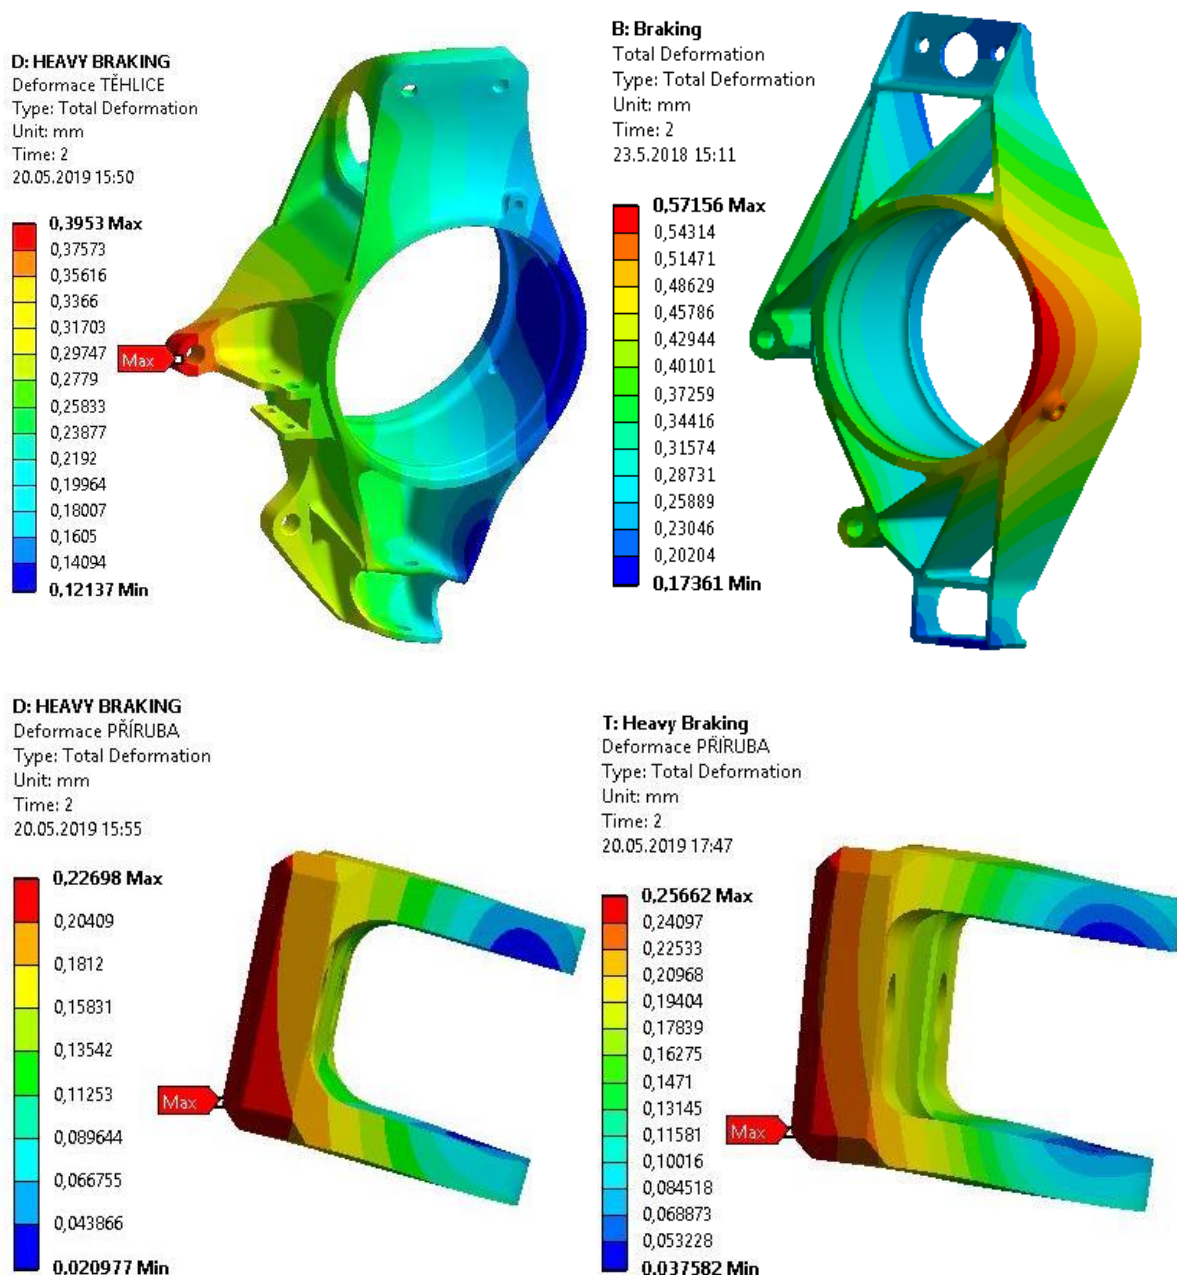 D: HEAVY BRAKING
Deformace TĚHLICE
Type: Total Deformation
Unit: mm
Time: 2
20.05.2019 15:50
0,3953 Max
0,37573
0,35616
0,3366
0,31703
0,29747
0,2779
0,25833
0,23877
0,2192
0,19964
0,18007
0,1605
0,14094
0,12137 Min
Max
B: Braking
Total Deformation
Type: Total Deformation
Unit: mm
Time: 2
23.5.2018 15:11
0,57156 Max
0,54314
0,51471
0,48629
0,45786
0,42944
0,40101
0,37259
0,34416
0,31574
0,28731
0,25889
0,23046
0,20204
0,17361 Min
D: HEAVY BRAKING
Deformace PŘÍRUBA
Type: Total Deformation
Unit: mm
Time: 2
20.05.2019 15:55
0,22698 Max
0,20409
0,1812
0,15831
0,13542
0,11253
0,089644
0,066755
0,043866
0,020977 Min
Max
T: Heavy Braking
Deformace PŘÍRUBA
Type: Total Deformation
Unit: mm
Time: 2
20.05.2019 17:47
0,25662 Max
0,24097
0,22533
0,20968
0,19404
0,17839
0,16275
0,1471
0,13145
0,11581
0,10016
0,084518
0,068873
0,053228
0,037582 Min
Max